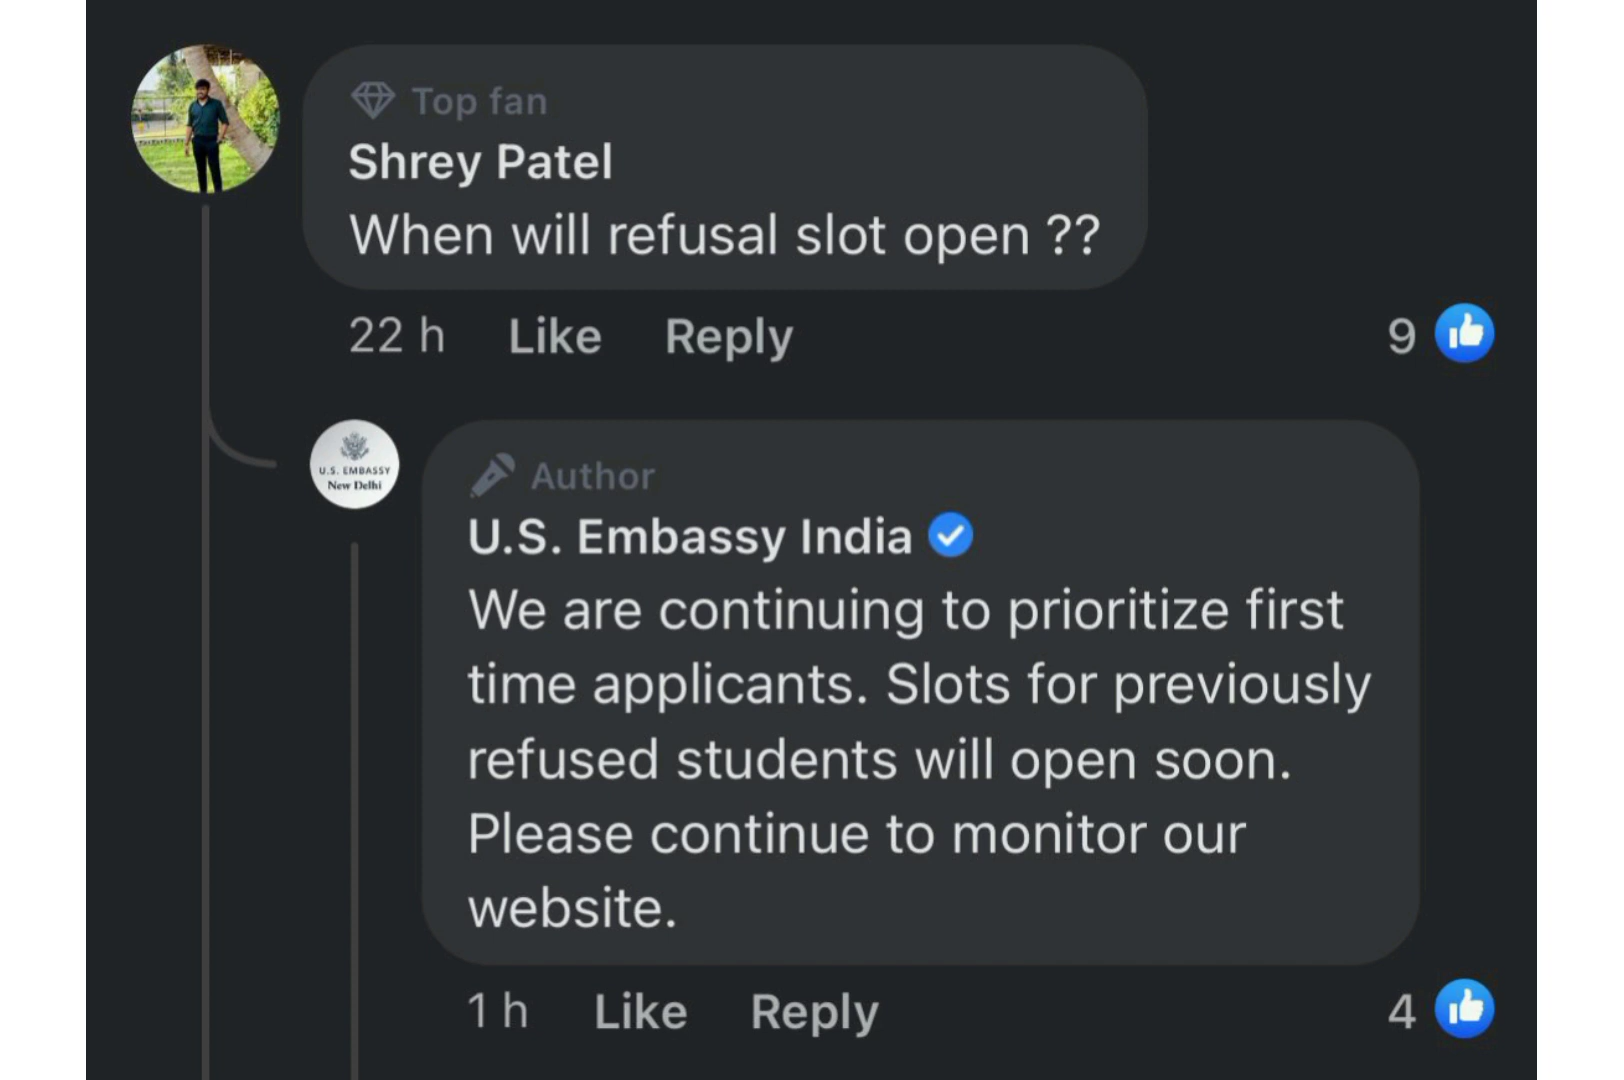 Top fan
Shrey Patel
When will refusal slot open ??
22 h Like Reply 9
U.S. EMBASSY
New Delhi
Author
U.S. Embassy India
We are continuing to prioritize first
time applicants. Slots for previously
refused students will open soon.
Please continue to monitor our
website.
1 h Like Reply 4